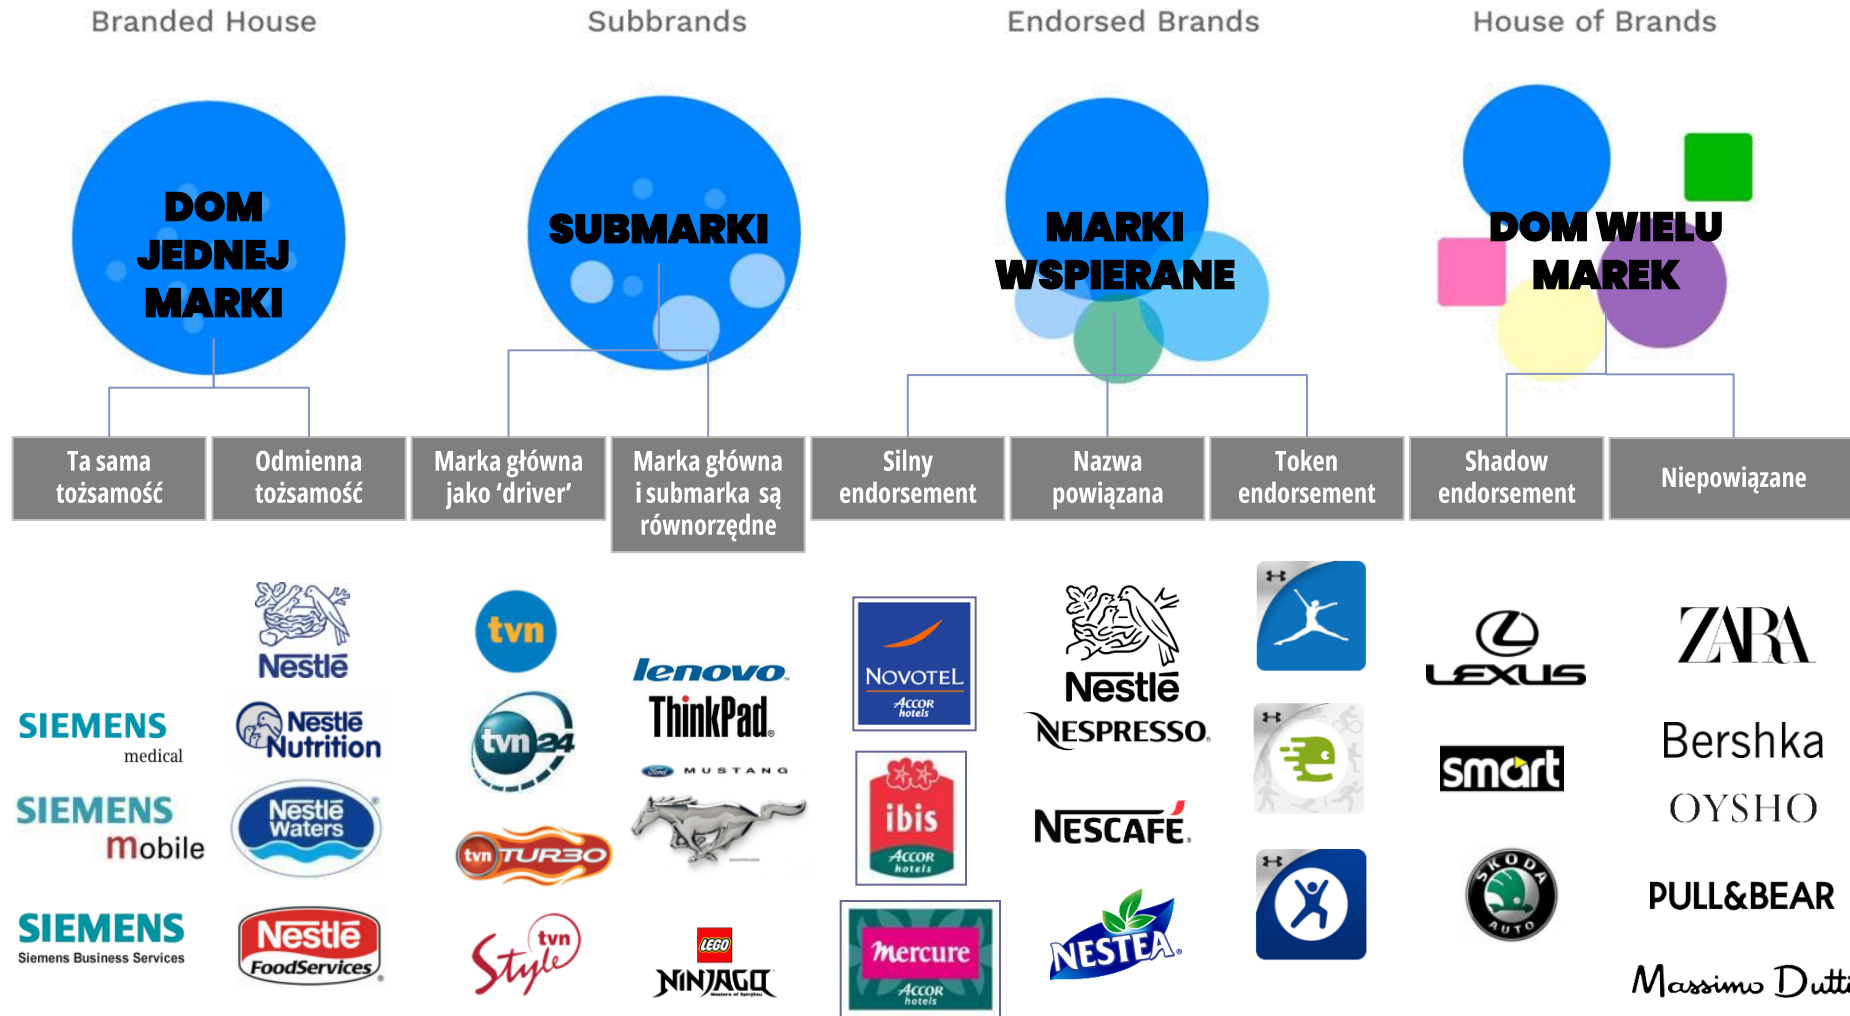 Branded House
Subbrands
Endorsed Brands
House of Brands
DOM
JEDNEJ
MARKI
SUBMARKI
MARKI
WSPIERANE
DOM WIELU
MAREK
Ta sama
tożsamość
Odmienna
tożsamość
Marka główna
jako ‘driver’
Marka główna
i submarka są
równorzędne
Silny
endorsement
Nazwa
powiązana
Token
endorsement
Shadow
endorsement
Niepowiązane
SIEMENS
medical
SIEMENS
mobile
SIEMENS
Siemens Business Services
Nestlé
Nestlé
Nutrition
Nestlé
Waters
Nestlé
FoodServices
tvn
tvn24
tvn TURBO
tvn
Style
lenovo
ThinkPad
Ford MUSTANG
LEGO
NINJAGO
Masters of Spinjitzu
NOVOTEL
ACCOR
hotels
ibis
ACCOR
hotels
Mercure
ACCOR
hotels
Nestlé
NESPRESSO
NESCAFÉ
NESTEA
LEXUS
smart
SKODA
AUTO
ZARA
Bershka
OYSHO
PULL&BEAR
Massimo Dutti